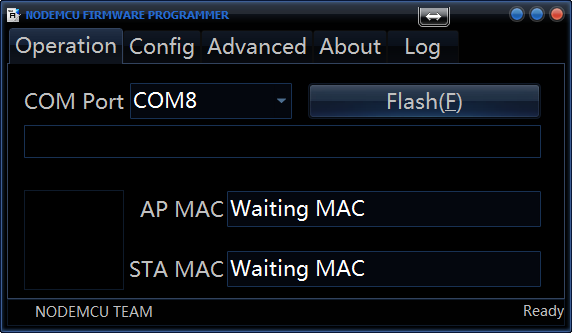 NODEMCU FIRMWARE PROGRAMMER
Operation Config Advanced About Log
COM Port COM8 Flash(F)
AP MAC Waiting MAC
STA MAC Waiting MAC
NODEMCU TEAM Ready